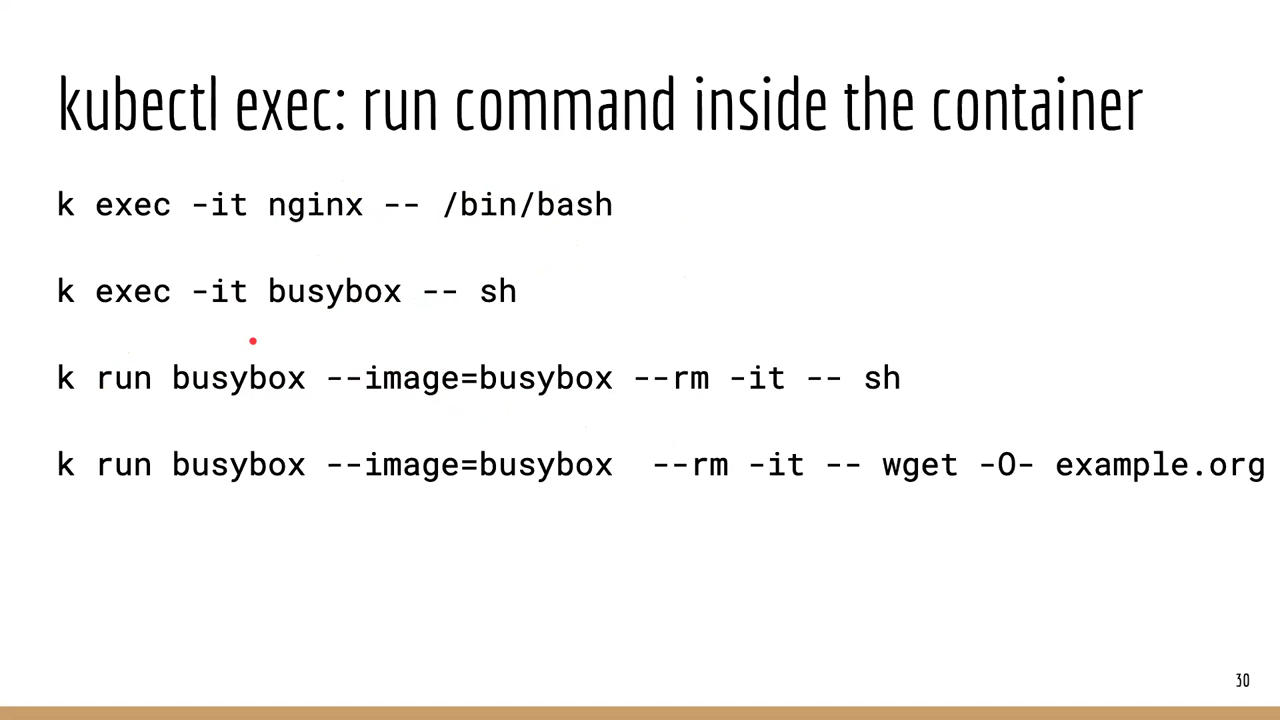 kubectl exec: run command inside the container
k exec -it nginx -- /bin/bash
k exec -it busybox -- sh
k run busybox --image=busybox --rm -it -- sh
k run busybox --image=busybox  --rm -it -- wget -O- example.org
30